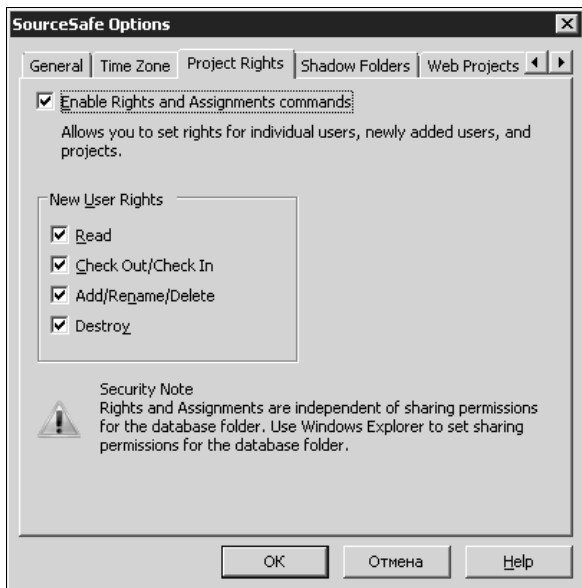 SourceSafe Options
General
Time Zone
Project Rights
Shadow Folders
Web Projects
Enable Rights and Assignments commands
Allows you to set rights for individual users, newly added users, and
projects.
New User Rights
Read
Check Out/Check In
Add/Rename/Delete
Destroy
Security Note
Rights and Assignments are independent of sharing permissions
for the database folder. Use Windows Explorer to set sharing
permissions for the database folder.
OK
Отмена
Help